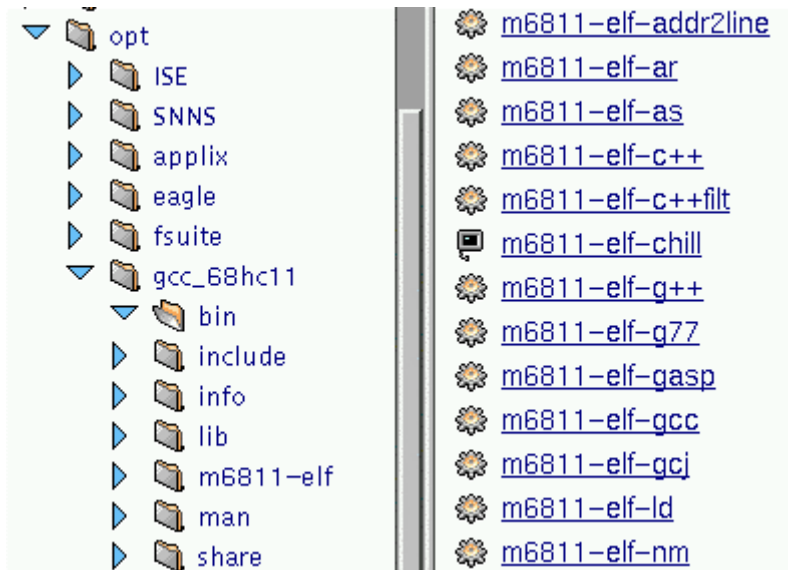 opt
ISE
SNNS
applix
eagle
fsuite
gcc_68hc11
bin
include
info
lib
m6811-elf
man
share
m6811-elf-addr2line
m6811-elf-ar
m6811-elf-as
m6811-elf-c++
m6811-elf-c++filt
m6811-elf-chill
m6811-elf-g++
m6811-elf-g77
m6811-elf-gasp
m6811-elf-gcc
m6811-elf-gcj
m6811-elf-ld
m6811-elf-nm